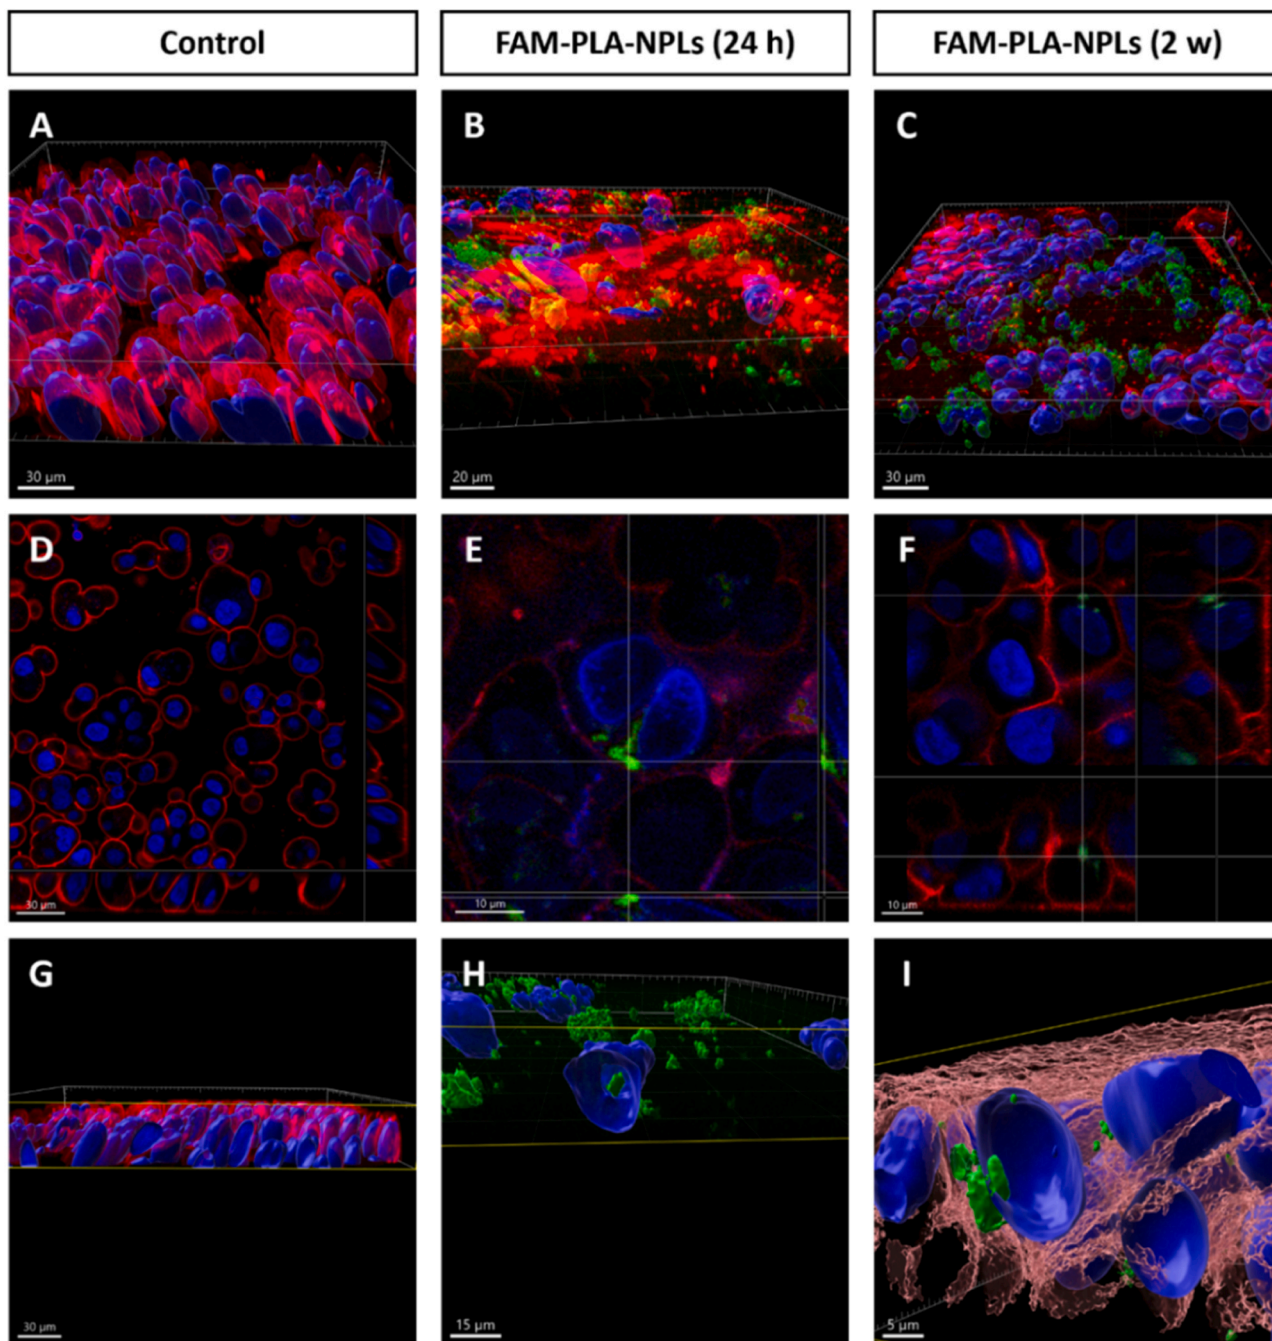 Control
FAM-PLA-NPLs (24 h)
FAM-PLA-NPLs (2 w)
A
B
C
30 µm
20 µm
30 µm
D
E
F
30 µm
10 µm
10 µm
G
H
I
30 µm
15 µm
5 µm